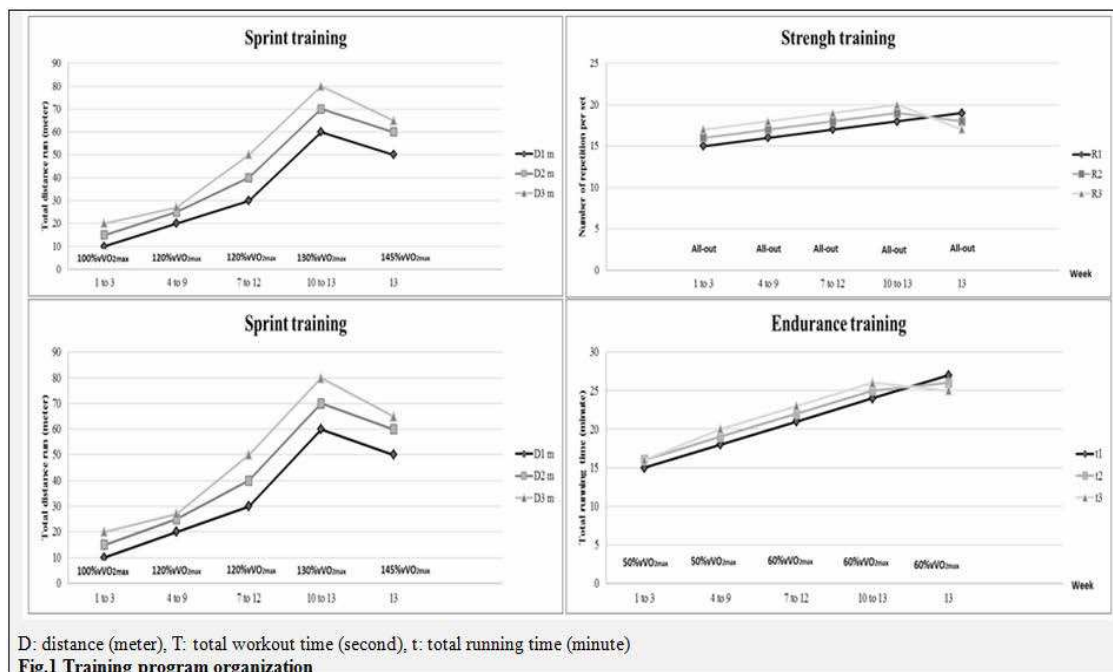 Sprint training
Total distance run (meter)
90
80
70
60
50
40
30
20
10
0
100%vVO2max 120%vVO2max 120%vVO2max 130%vVO2max 145%vVO2max
1 to 3 4 to 9 7 to 12 10 to 13 13
D1 m
D2 m
D3 m
Strengh training
Number of repetition per set
25
20
15
10
5
0
All-out All-out All-out All-out All-out
Week
1 to 3 4 to 9 7 to 12 10 to 13 13
R1
R2
R3
Sprint training
Total distance run (meter)
90
80
70
60
50
40
30
20
10
0
100%vVO2max 120%vVO2max 120%vVO2max 130%vVO2max 145%vVO2max
1 to 3 4 to 9 7 to 12 10 to 13 13
D1 m
D2 m
D3 m
Endurance training
Total running time (minute)
30
25
20
15
10
5
0
50%vVO2max 50%vVO2max 60%vVO2max 60%vVO2max 60%vVO2max
Week
1 to 3 4 to 9 7 to 12 10 to 13 13
t1
t2
t3
D: distance (meter), T: total workout time (second), t: total running time (minute)
Fig.1 Training program organization